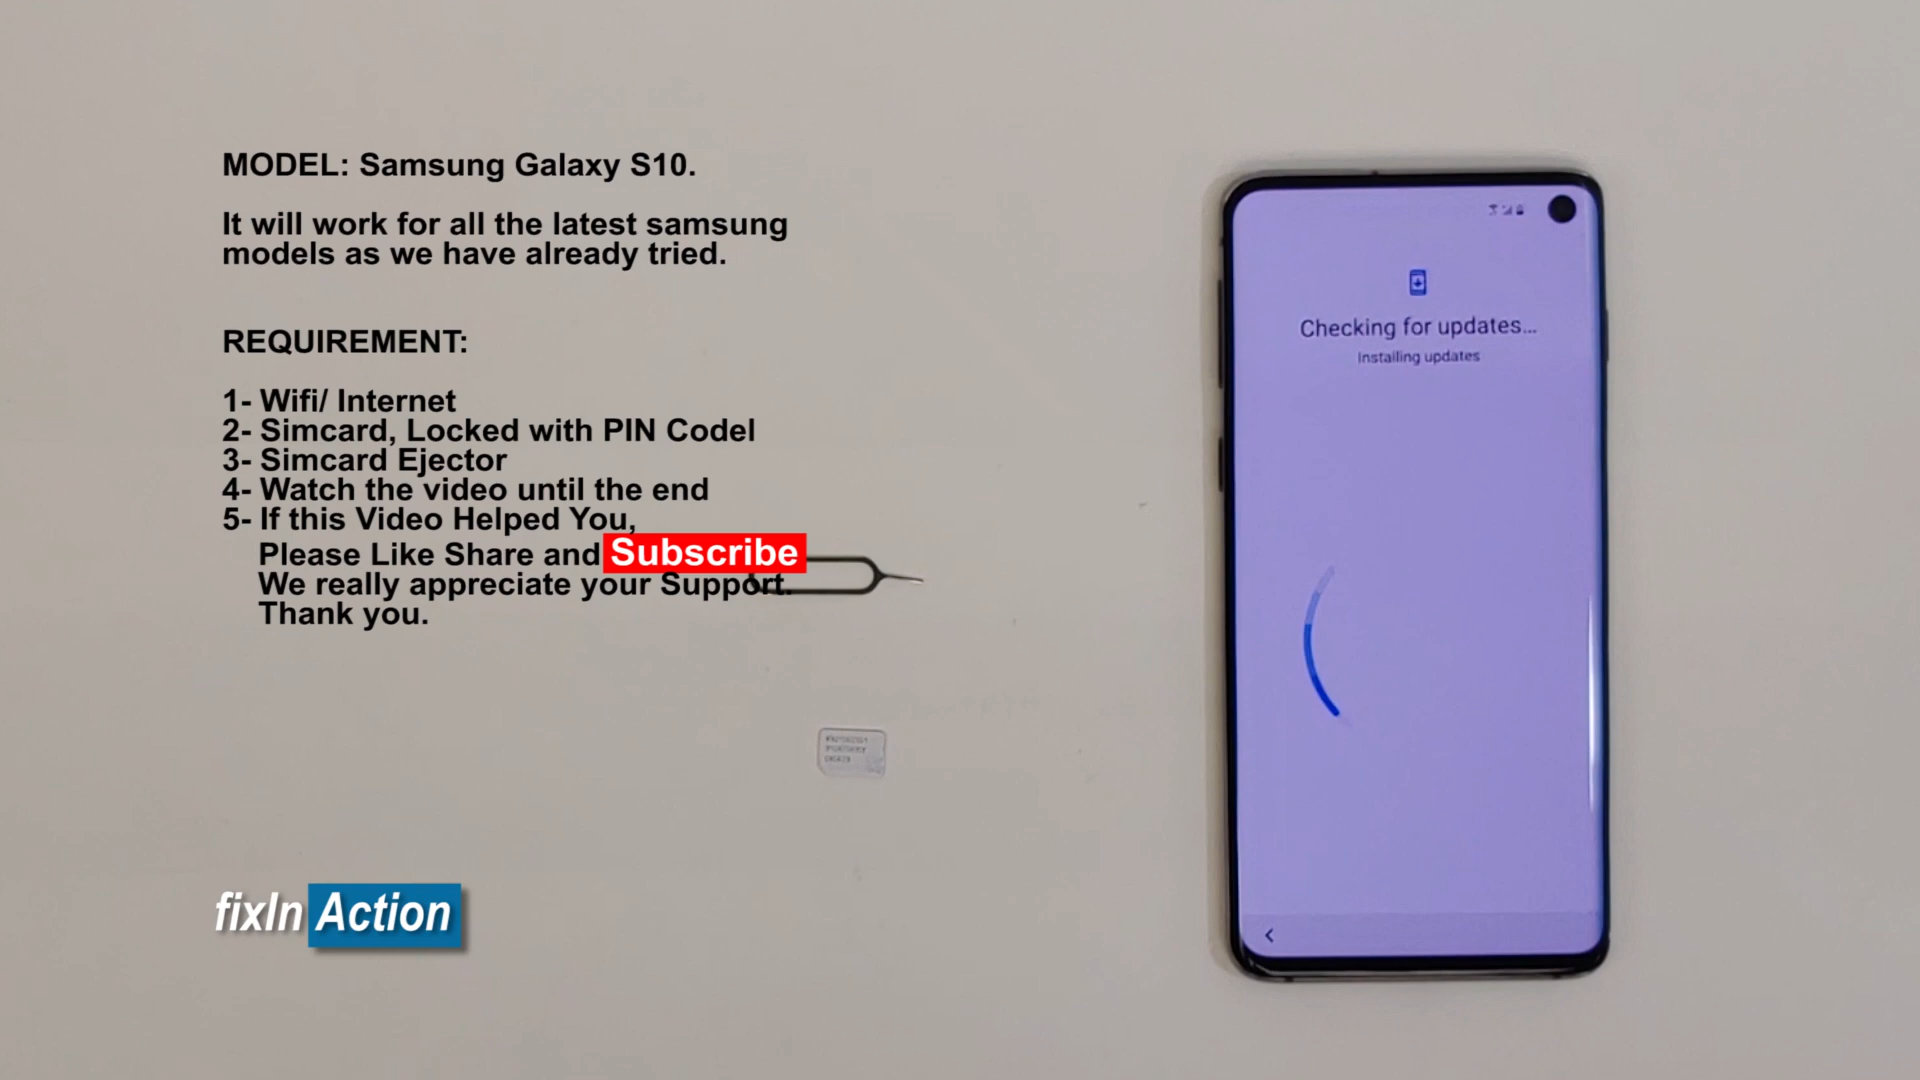 MODEL: Samsung Galaxy S10.
It will work for all the latest samsung
models as we have already tried.
REQUIREMENT:
1- Wifi/ Internet
2- Simcard, Locked with PIN Codel
3- Simcard Ejector
4- Watch the video until the end
5- If this Video Helped You,
Please Like Share and Subscribe
We really appreciate your Support.
Thank you.
fixIn Action
Checking for updates...
Installing updates